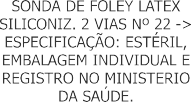 SONDA DE FOLEY LATEX
SILICONIZ. 2 VIAS Nº 22 ->
ESPECIFICAÇÃO: ESTÉRIL,
EMBALAGEM INDIVIDUAL E
REGISTRO NO MINISTERIO
DA SAÚDE.